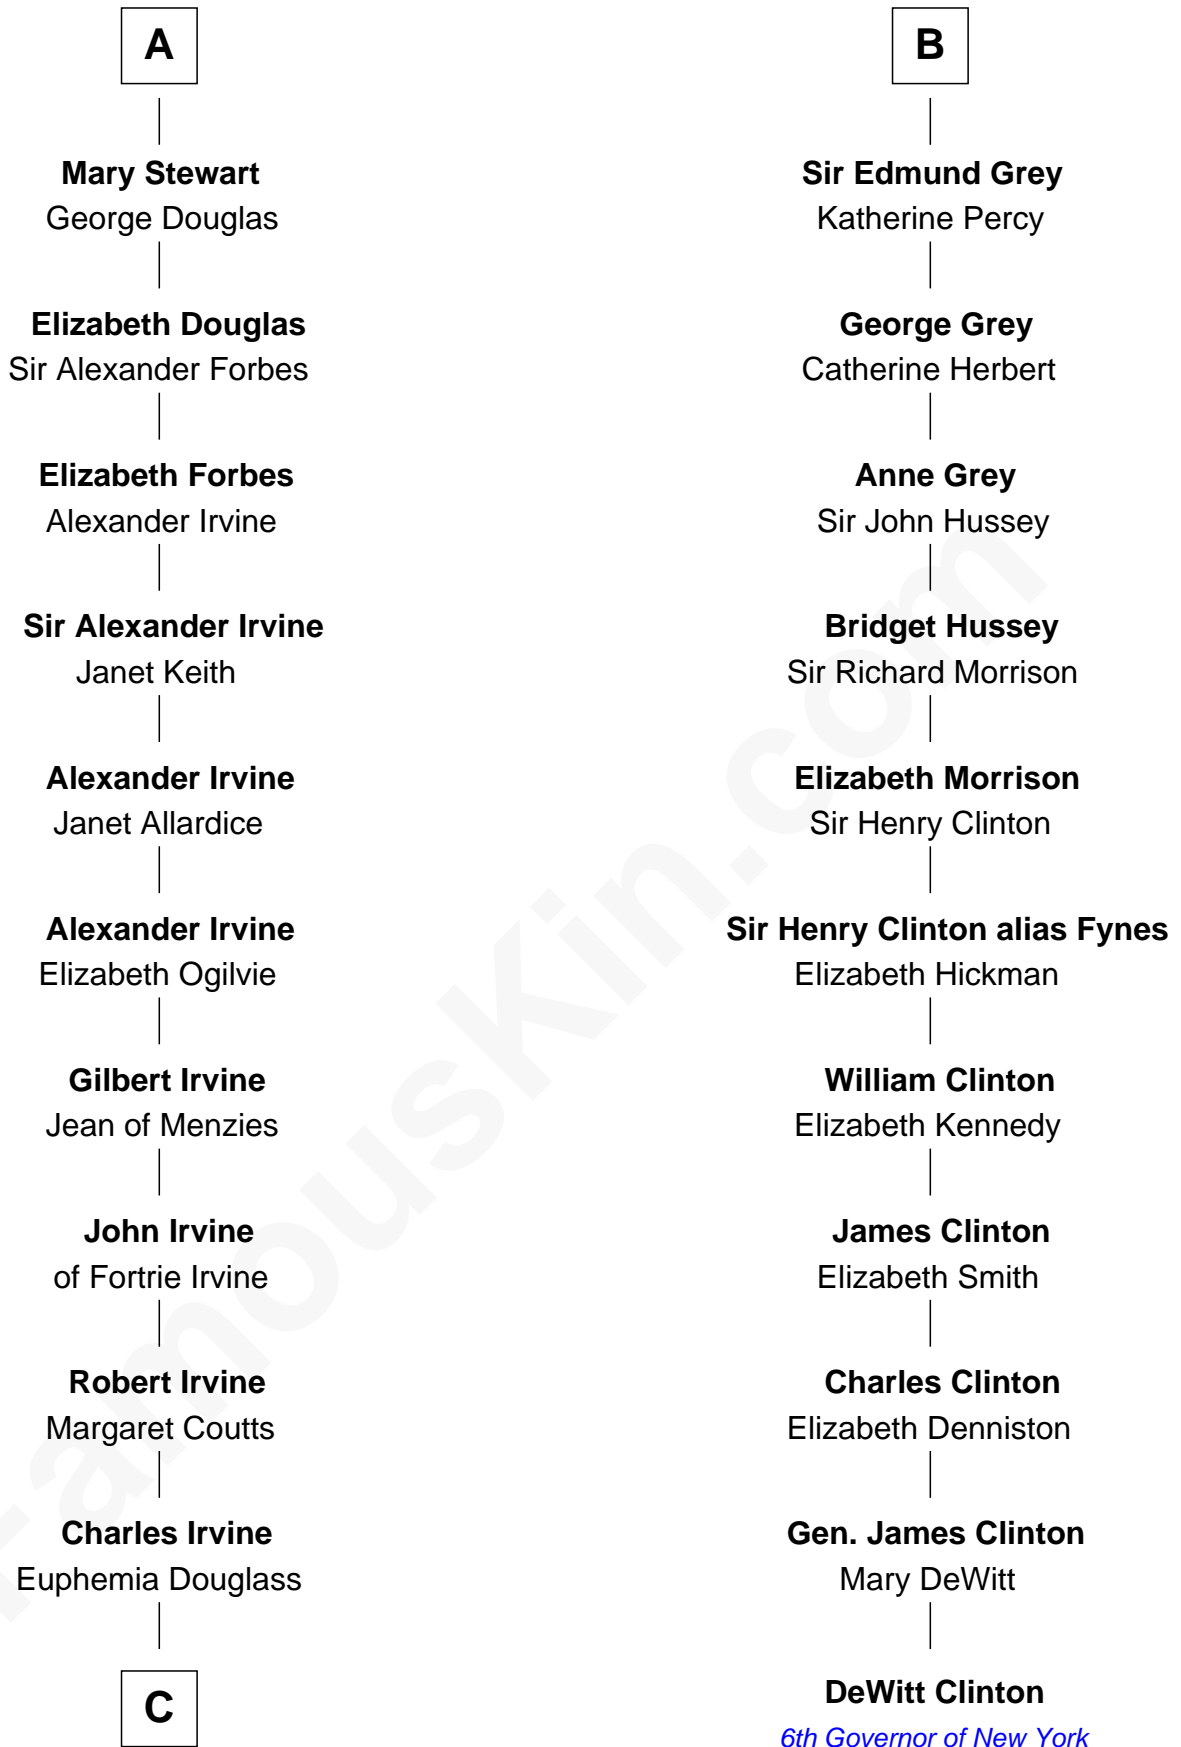 A
Mary Stewart
George Douglas
Elizabeth Douglas
Sir Alexander Forbes
Elizabeth Forbes
Alexander Irvine
Sir Alexander Irvine
Janet Keith
Alexander Irvine
Janet Allardice
Alexander Irvine
Elizabeth Ogilvie
Gilbert Irvine
Jean of Menzies
John Irvine
of Fortrie Irvine
Robert Irvine
Margaret Coutts
Charles Irvine
Euphemia Douglass
C
B
Sir Edmund Grey
Katherine Percy
George Grey
Catherine Herbert
Anne Grey
Sir John Hussey
Bridget Hussey
Sir Richard Morrison
Elizabeth Morrison
Sir Henry Clinton
Sir Henry Clinton alias Fynes
Elizabeth Hickman
William Clinton
Elizabeth Kennedy
James Clinton
Elizabeth Smith
Charles Clinton
Elizabeth Denniston
Gen. James Clinton
Mary DeWitt
DeWitt Clinton
6th Governor of New York
FamousKin.com